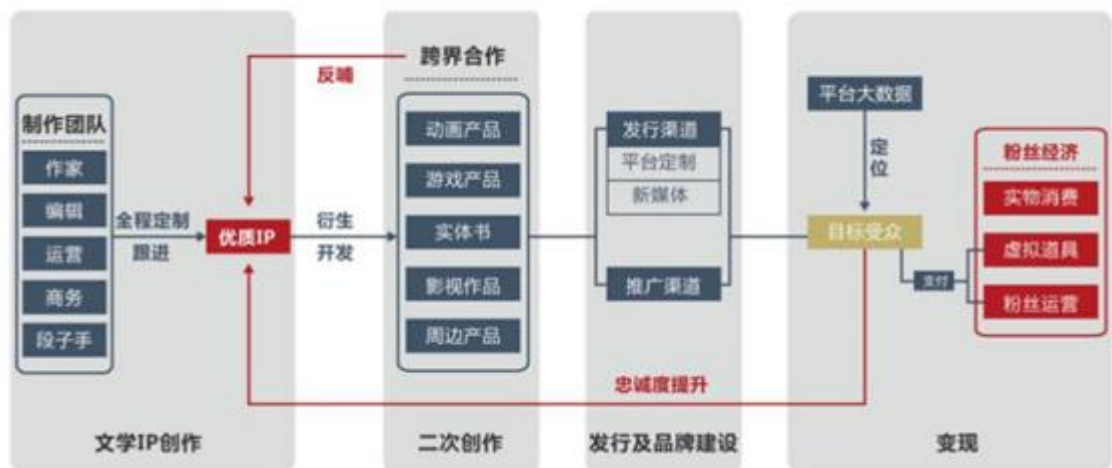 制作团队
作家
编辑
运营
商务
段子手
全程定制
跟进
优质IP
反哺
衍生
开发
文学IP创作
跨界合作
动画产品
游戏产品
实体书
影视作品
周边产品
二次创作
发行渠道
平台定制
新媒体
推广渠道
发行及品牌建设
平台大数据
定位
目标受众
支付
粉丝经济
实物消费
虚拟道具
粉丝运营
忠诚度提升
变现